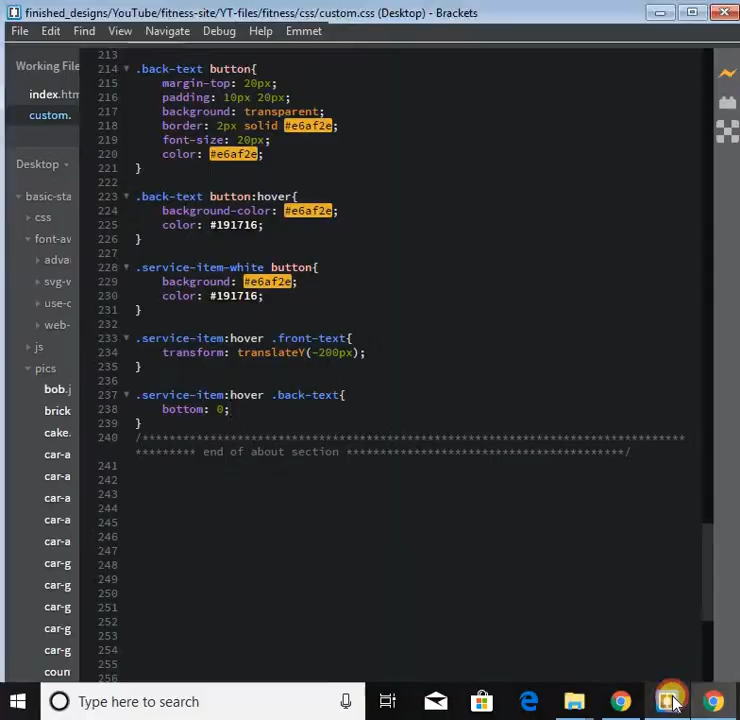 finished_designs/YouTube/fitness-site/YT-files/fitness/css/custom.css (Desktop) - Brackets
File Edit Find View Navigate Debug Help Emmet
Working File
index.htm
custom.
Desktop
basic-sta
css
font-aw
adva
svg-v
use-c
web-
js
pics
bob.j
brick
cake.
car-a
car-a
car-a
car-a
car-g
car-g
car-g
car-g
coun
213
214 .back-text button{
215 margin-top: 20px;
216 padding: 10px 20px;
217 background: transparent;
218 border: 2px solid #e6af2e;
219 font-size: 20px;
220 color: #e6af2e;
221 }
222
223 .back-text button:hover{
224 background-color: #e6af2e;
225 color: #191716;
226 }
227
228 .service-item-white button{
229 background: #e6af2e;
230 color: #191716;
231 }
232
233 .service-item:hover .front-text{
234 transform: translateY(-200px);
235 }
236
237 .service-item:hover .back-text{
238 bottom: 0;
239 }
240 /*********************************************************************************
********* end of about section ******************************************/
241
242
243
244
245
246
247
248
249
250
251
252
253
254
255
256
Type here to search